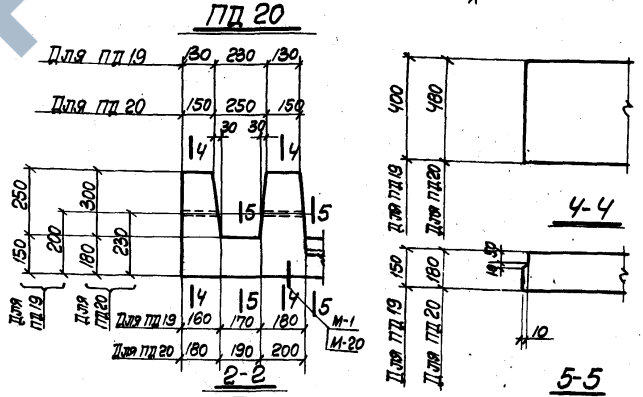 ПД 20
Для ПД 19 130 230 130
Для ПД 20 150 250 150
30 30
4 4
250 150 200 300 180 230
5 5
4 5 4 5
Для ПД 19
Для ПД 20
Для ПД 19 160 170 180
Для ПД 20 180 190 200
М-1
М-20
2-2
400 480
Для ПД 19
Для ПД 20
4-4
150 180
10
Для ПД 19
Для ПД 20
5-5